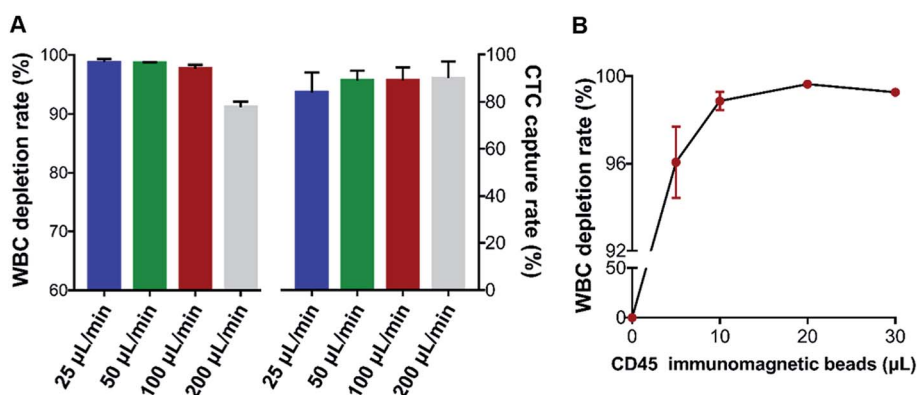 A
WBC depletion rate (%)
100
90
80
70
60
25 µL/min
50 µL/min
100 µL/min
200 µL/min
25 µL/min
50 µL/min
100 µL/min
200 µL/min
100
80
60
40
20
0
CTC capture rate (%)
B
WBC depletion rate (%)
100
96
92
50
0
0
10
20
30
CD45 immunomagnetic beads (µL)